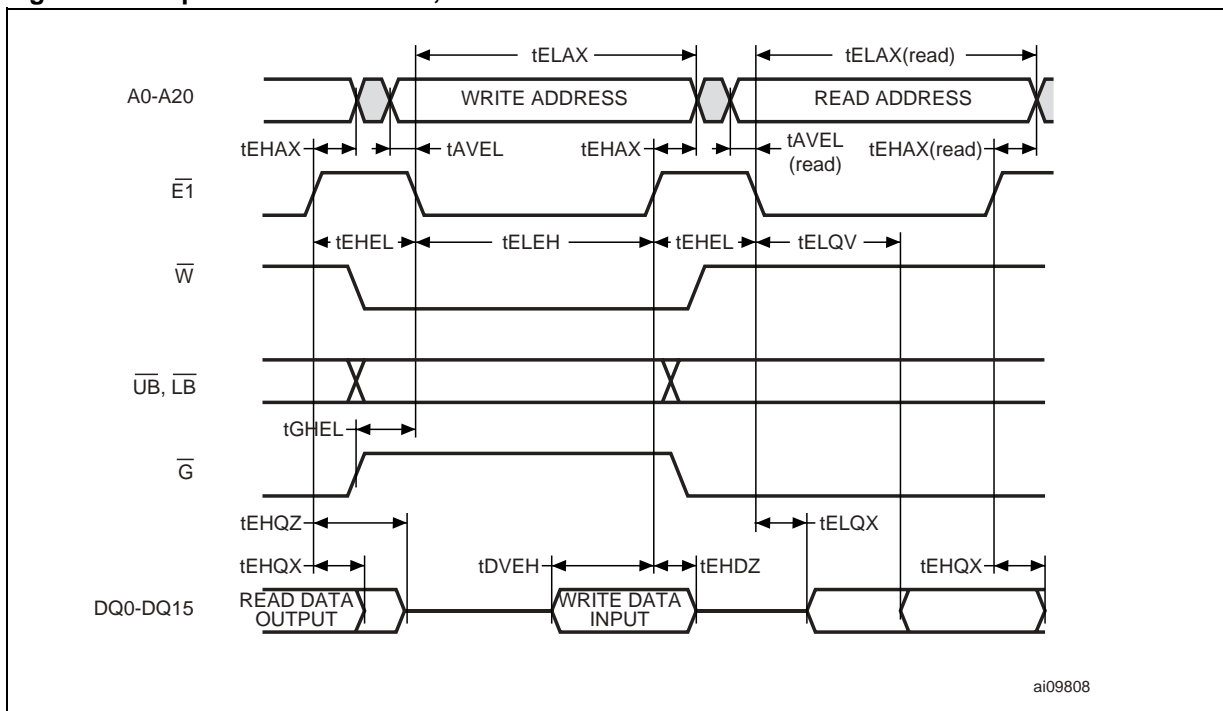 tELAX
tELAX(read)
A0-A20
WRITE ADDRESS
READ ADDRESS
tEHAX
tAVEL
tEHAX
tAVEL
(read)
tEHAX(read)
E1
tEHEL
tELEH
tEHEL
tELQV
W
UB, LB
tGHEL
G
tEHQZ
tELQX
tEHQX
tDVEH
tEHDZ
tEHQX
DQ0-DQ15
READ DATA
OUTPUT
WRITE DATA
INPUT
ai09808